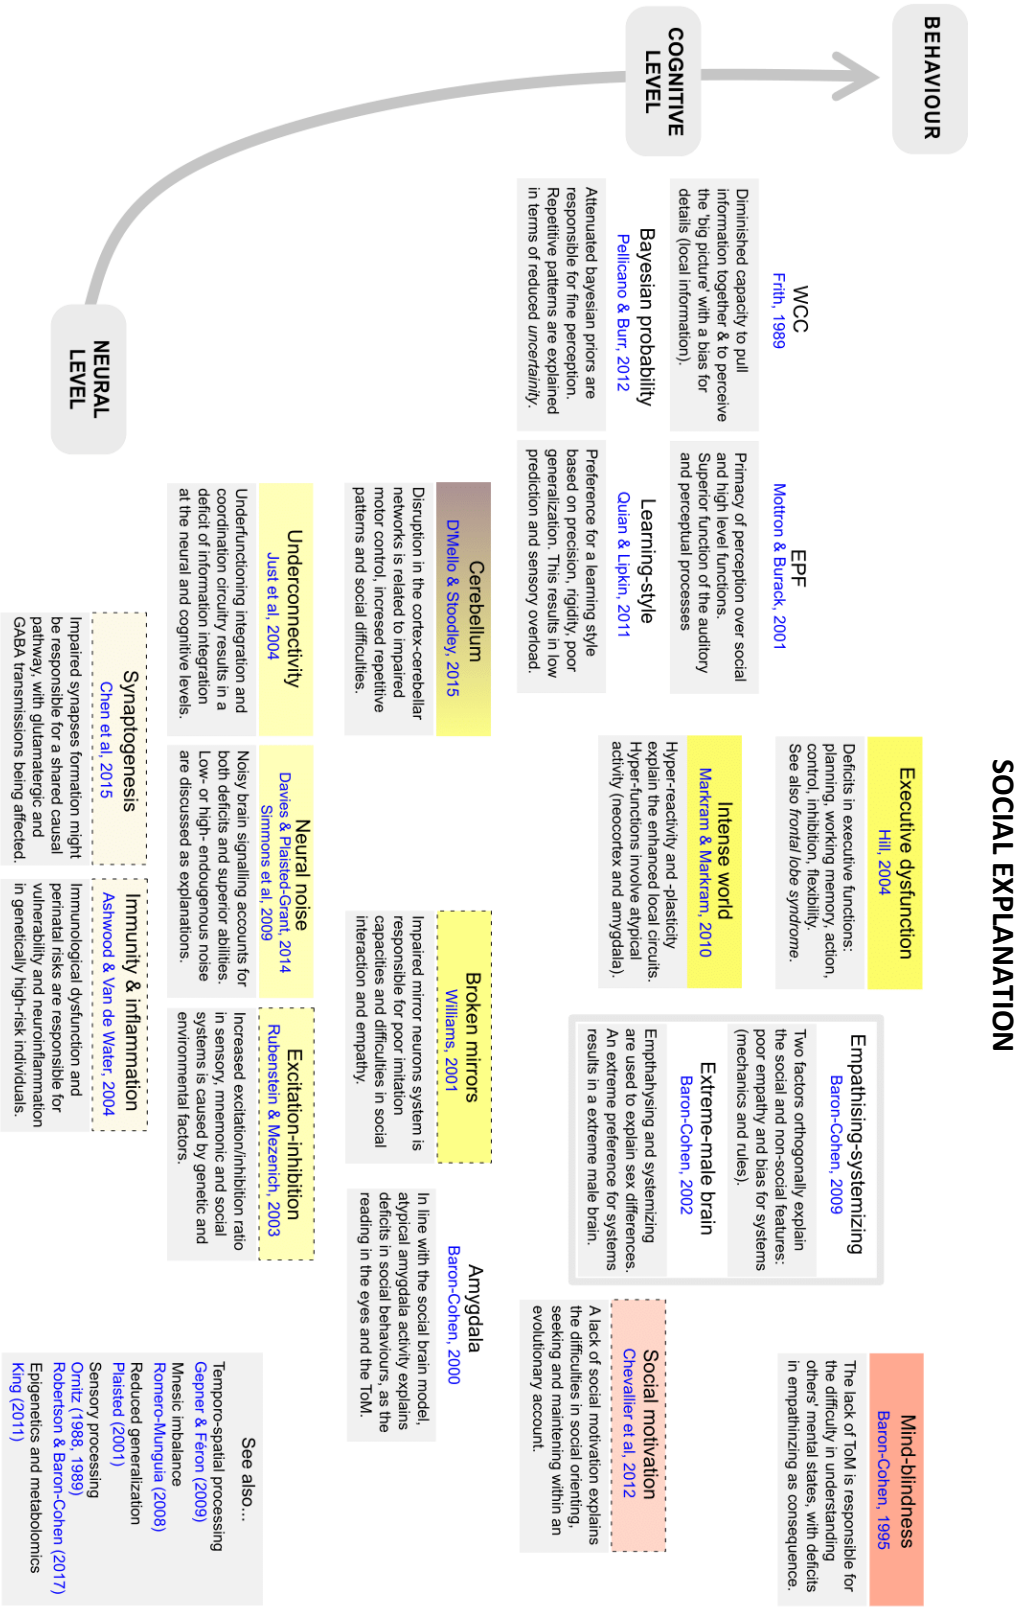 SOCIAL EXPLANATION
BEHAVIOUR
COGNITIVE
LEVEL
NEURAL
LEVEL
Executive dysfunction
Hill, 2004
Deficits in executive functions:
planning, working memory, action,
control, inhibition, flexibility.
See also frontal lobe syndrome.
Mind-blindness
Baron-Cohen, 1995
The lack of ToM is responsible for
the difficulty in understanding
others' mental states, with deficits
in empathinzing as consequence.
WCC
Frith, 1989
Diminished capacity to pull
information together & to perceive
the 'big picture' with a bias for
details (local information).
EPF
Mottron & Burack, 2001
Primacy of perception over social
and high level functions.
Superior function of the auditory
and perceptual processes
Empathising-systemizing
Baron-Cohen, 2009
Two factors orthogonally explain
the social and non-social features:
poor empathy and bias for systems
(mechanics and rules).
Intense world
Markram & Markram, 2010
Hyper-reactivity and -plasticity
explain the enhanced local circuits.
Hyper-functions involve atypical
activity (neocortex and amygdala).
Extreme-male brain
Baron-Cohen, 2002
Empathalysing and systemizing
are used to explain sex differences.
An extreme preference for systems
results in a extreme male brain.
Bayesian probability
Pellicano & Burr, 2012
Attenuated bayesian priors are
responsible for fine perception.
Repetitive patterns are explained
in terms of reduced uncertainity.
Learning-style
Quian & Lipkin, 2011
Preference for a learning style
based on precision, rigidity, poor
generalization. This results in low
prediction and sensory overload.
Social motivation
Chevallier et al, 2012
A lack of social motivation explains
the difficulties in social orienting,
seeking and mainteining within an
evolutionary account.
Cerebellum
D'Mello & Stoodley, 2015
Disruption in the cortex-cerebellar
networks is related to impaired
motor control, incresed repetitive
patterns and social difficulties.
Broken mirrors
Williams, 2001
Impaired mirror neurons system is
responsible for poor imitation
capacities and difficulties in social
interaction and empathy.
Amygdala
Baron-Cohen, 2000
In line with the social brain model,
atypical amygdala activity explains
deficits in social behaviours, as the
reading in the eyes and the ToM.
Underconnectivity
Just et al, 2004
Underfunctioning integration and
coordination circuitry results in a
deficit of information integration
at the neural and cognitive levels.
Neural noise
Davies & Plaisted-Grant, 2014
Simmons et al, 2009
Noisy brain signalling accounts for
both deficits and superior abilities.
Low- or high- endougenous noise
are discussed as explanations.
Excitation-inhibition
Rubenstein & Mezenich, 2003
Increased excitation/inhibition ratio
in sensory, mnemonic and social
systems is caused by genetic and
environmental factors.
Synaptogenesis
Chen et al, 2015
Impaired synapses formation might
be responsible for a shared causal
pathway, with glutamatergic and
GABA transmissions being affected.
Immunity & inflammation
Ashwood & Van de Water, 2004
Immunological dysfunction and
perinatal risks are responsible for
vulnerability and neuroinflammation
in genetically high-risk individuals.
See also...
Temporo-spatial processing
Gepner & Féron (2009)
Mnesic imbalance
Romero-Munguia (2008)
Reduced generalization
Plaisted (2001)
Sensory processing
Ornitz (1988, 1989)
Robertson & Baron-Cohen (2017)
Epigenetics and metabolomics
King (2011)